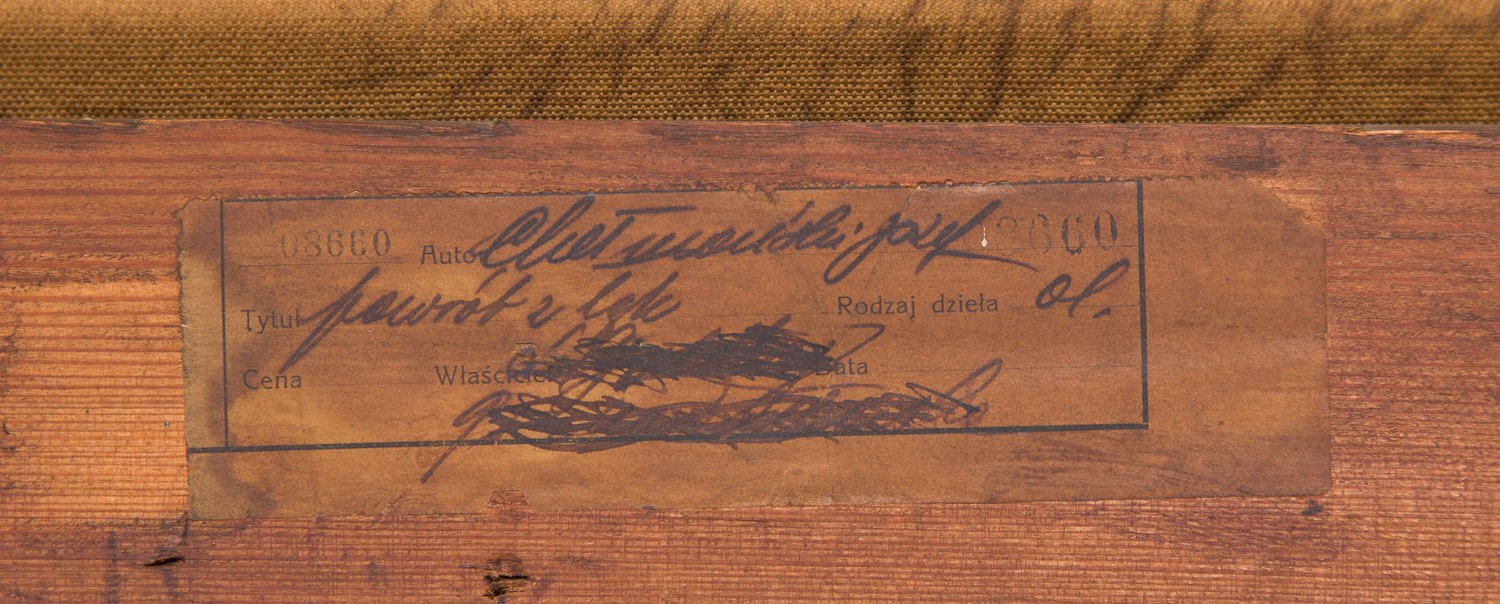 08660 Autor Chełmoński Józef 08660
Tytuł powrót z łąk Rodzaj dzieła ol.
Cena Właściciel Data